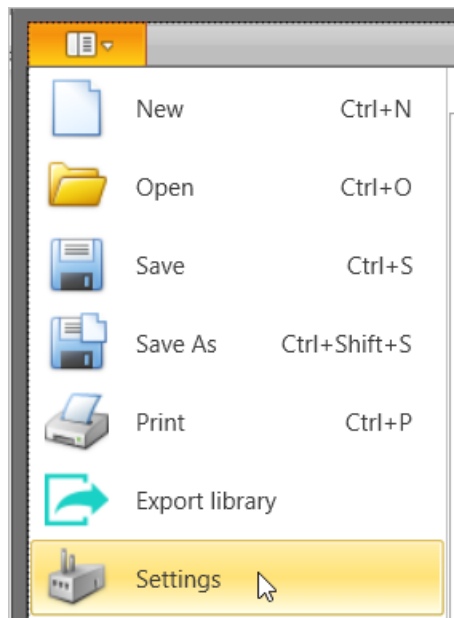 New Ctrl+N
Open Ctrl+O
Save Ctrl+S
Save As Ctrl+Shift+S
Print Ctrl+P
Export library
Settings